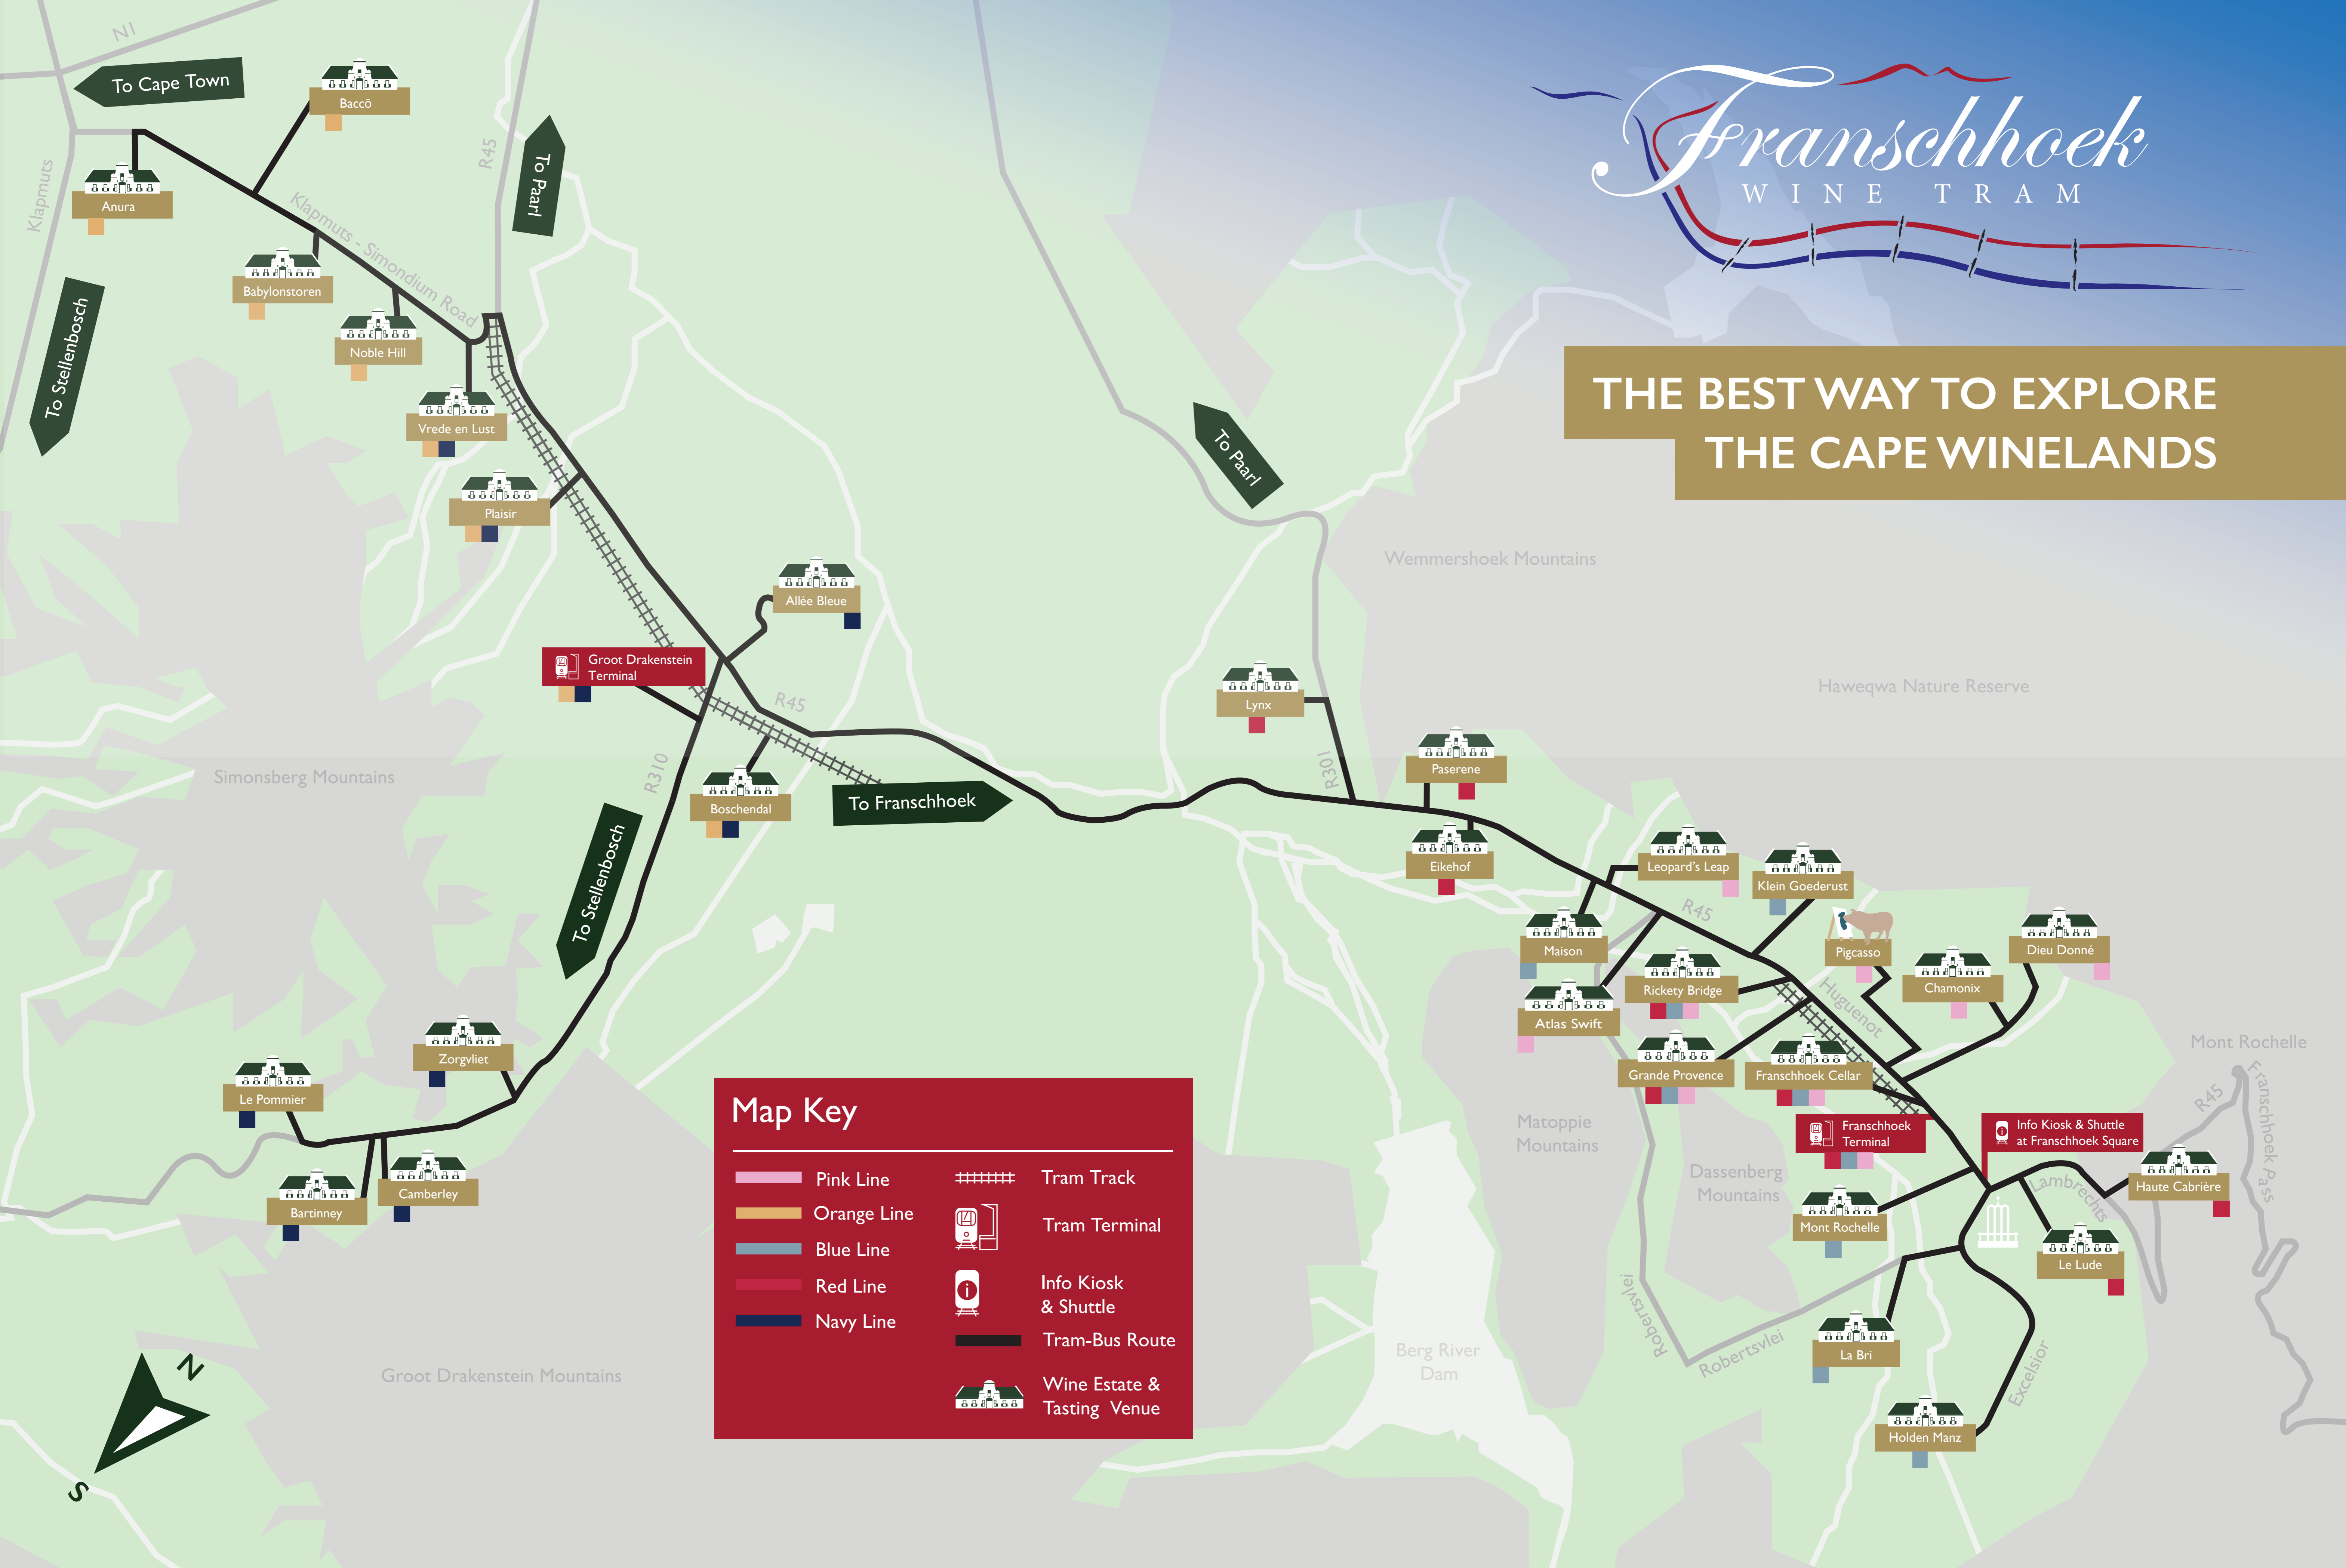 Franschhoek
WINE TRAM
THE BEST WAY TO EXPLORE
THE CAPE WINELANDS
N1
To Cape Town
Baccō
R45
To Paarl
Klapmuts
Anura
Klapmuts - Simondium Road
Babylonstoren
To Stellenbosch
Noble Hill
Vrede en Lust
Plaisir
To Paarl
Wemmershoek Mountains
Allée Bleue
Groot Drakenstein
Terminal
R45
Lynx
R301
Haweqwa Nature Reserve
Simonsberg Mountains
R310
Boschendal
To Franschhoek
To Stellenbosch
Paserene
Eikehof
Leopard's Leap
Klein Goederust
R45
Maison
Pigcasso
Dieu Donné
Rickety Bridge
Chamonix
Atlas Swift
Huguenot
Grande Provence
Franschhoek Cellar
Mont Rochelle
R45
Franschhoek Pass
Zorgvliet
Le Pommier
Bartinney
Camberley
Matoppie
Mountains
Dassenberg
Mountains
Franschhoek
Terminal
Info Kiosk & Shuttle
at Franschhoek Square
Haute Cabrière
Lambrechts
Mont Rochelle
Le Lude
Robertsvlei
Robertsvlei
La Bri
Excelsior
Holden Manz
Berg River
Dam
Groot Drakenstein Mountains
N
S
Map Key
Pink Line
Orange Line
Blue Line
Red Line
Navy Line
Tram Track
Tram Terminal
Info Kiosk
& Shuttle
Tram-Bus Route
Wine Estate &
Tasting Venue